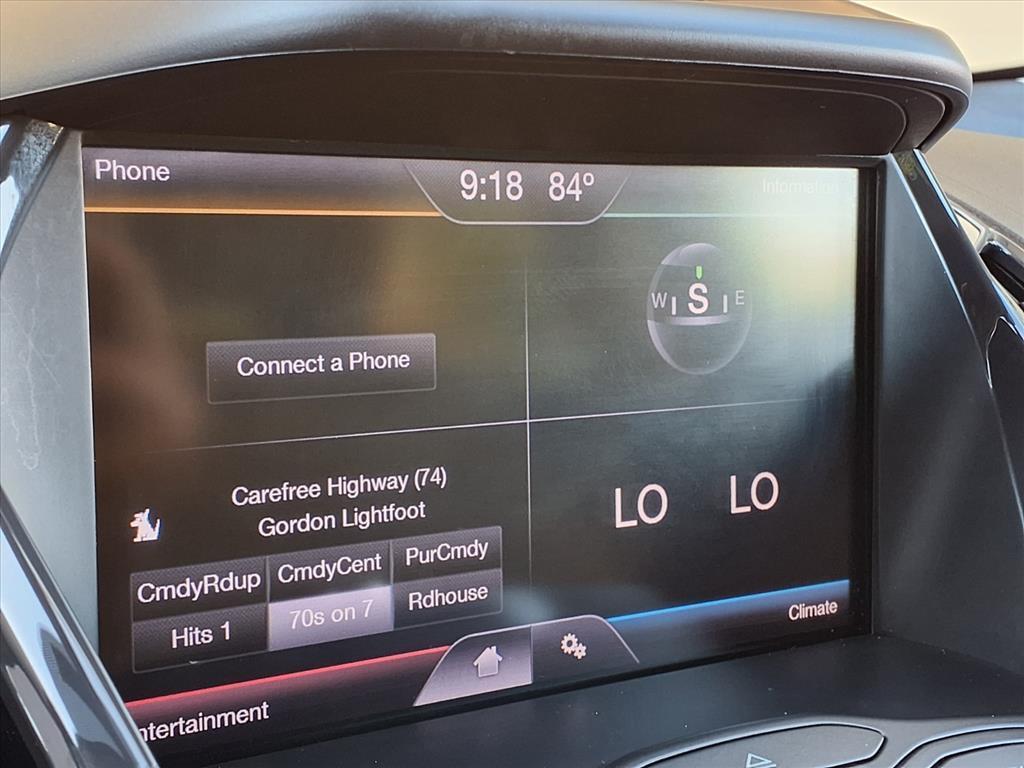 Phone
9:18 84º
Information
W S E
Connect a Phone
Carefree Highway (74)
Gordon Lightfoot
LO LO
CmdyRdup CmdyCent PurCmdy
Hits 1 70s on 7 Rdhouse
Climate
ntertainment